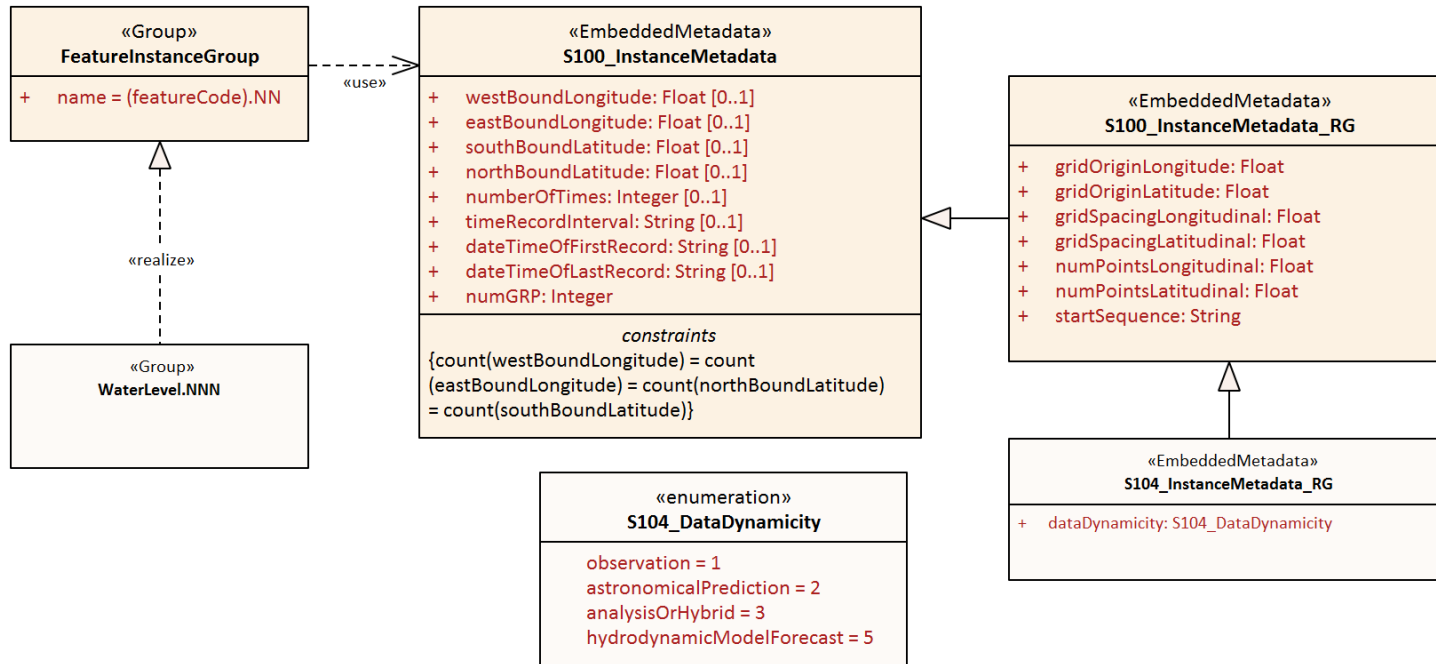 «Group»
FeatureInstanceGroup
+ name = (featureCode).NN
«use»
«realize»
«Group»
WaterLevel.NNN
«EmbeddedMetadata»
S100_InstanceMetadata
+ westBoundLongitude: Float [0..1]
+ eastBoundLongitude: Float [0..1]
+ southBoundLatitude: Float [0..1]
+ northBoundLatitude: Float [0..1]
+ numberOfTimes: Integer [0..1]
+ timeRecordInterval: String [0..1]
+ dateTimeOfFirstRecord: String [0..1]
+ dateTimeOfLastRecord: String [0..1]
+ numGRP: Integer
constraints
{count(westBoundLongitude) = count
(eastBoundLongitude) = count(northBoundLatitude)
= count(southBoundLatitude)}
«EmbeddedMetadata»
S100_InstanceMetadata_RG
+ gridOriginLongitude: Float
+ gridOriginLatitude: Float
+ gridSpacingLongitudinal: Float
+ gridSpacingLatitudinal: Float
+ numPointsLongitudinal: Float
+ numPointsLatitudinal: Float
+ startSequence: String
«EmbeddedMetadata»
S104_InstanceMetadata_RG
+ dataDynamicity: S104_DataDynamicity
«enumeration»
S104_DataDynamicity
observation = 1
astronomicalPrediction = 2
analysisOrHybrid = 3
hydrodynamicModelForecast = 5